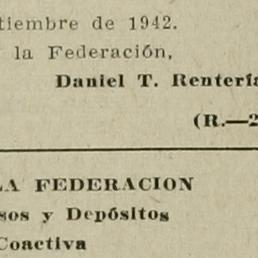 tiembre de 1942.
la Federación,
Daniel T. Rentería
(R.—2
LA FEDERACION
sos y Depósitos
Coactiva